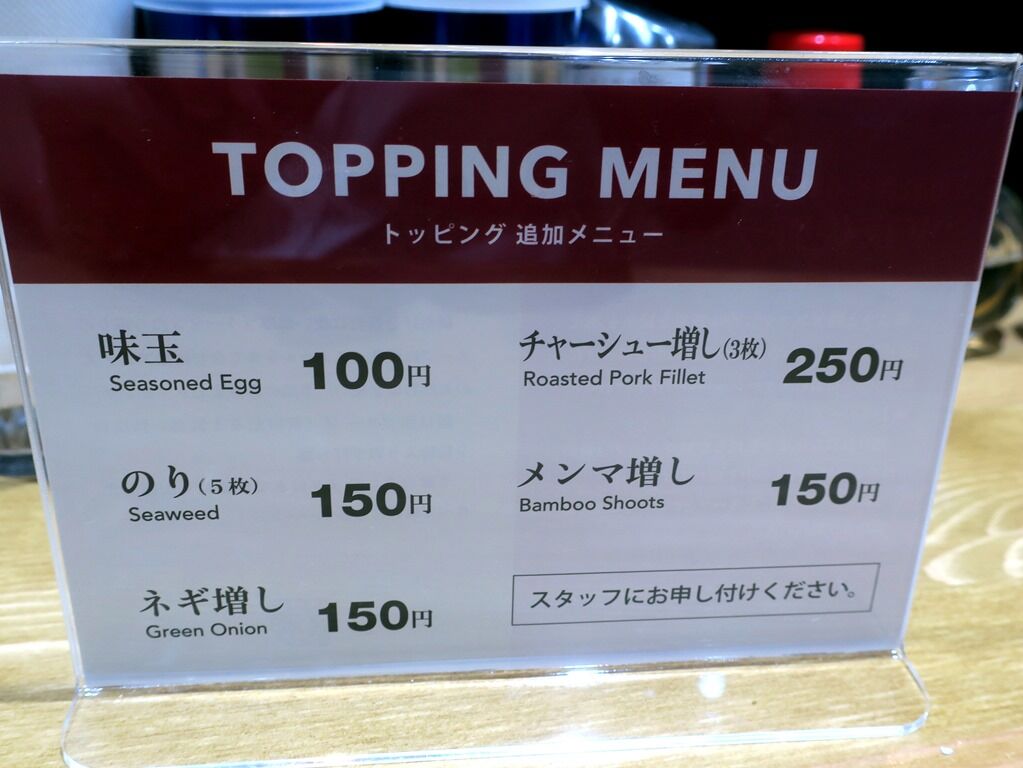 TOPPING MENU
トッピング 追加メニュー
味玉 100円
Seasoned Egg
のり(5枚) 150円
Seaweed
ネギ増し 150円
Green Onion
チャーシュー増し(3枚) 250円
Roasted Pork Fillet
メンマ増し 150円
Bamboo Shoots
スタッフにお申し付けください。